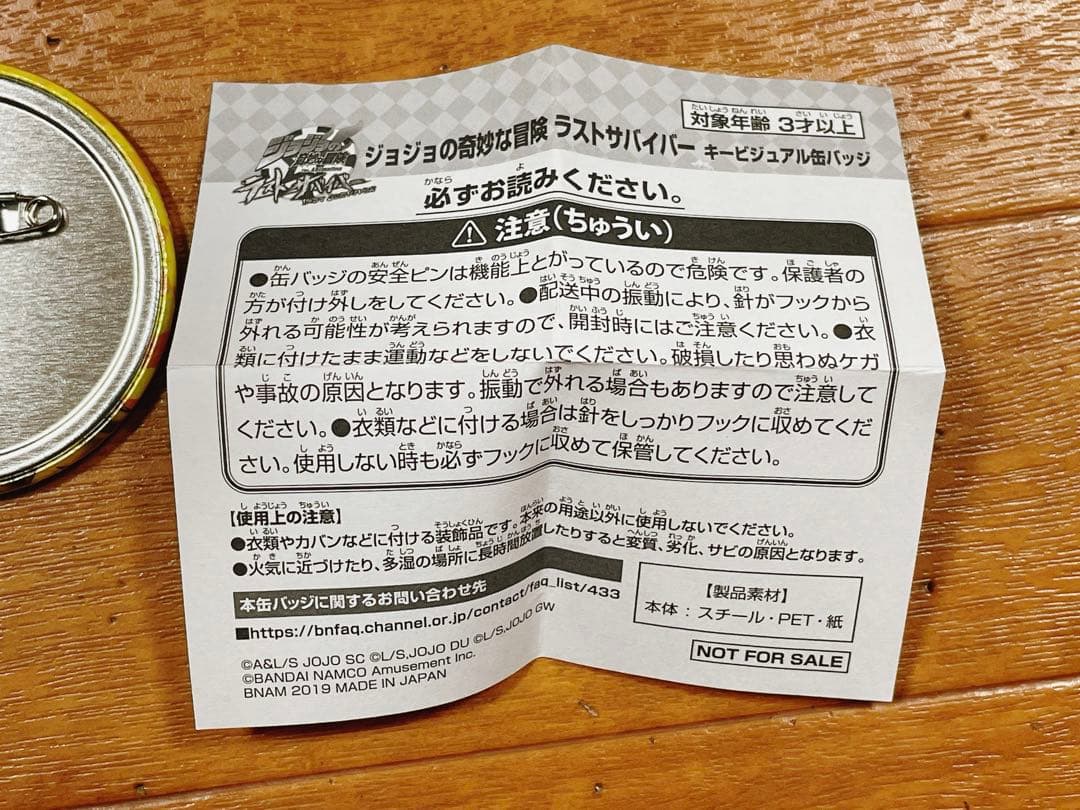 対象年齢 3才以上
ジョジョの奇妙な冒険 ラストサバイバー キービジュアル缶バッジ
ジョジョの奇妙な冒険 ラストサバイバー
必ずお読みください。
注意(ちゅうい)
●缶バッジの安全ピンは機能上とがっているので危険です。保護者の
方が付け外しをしてください。●配送中の振動により、針がフックから
外れる可能性が考えられますので、開封時にはご注意ください。●衣
類に付けたまま運動などをしないでください。破損したり思わぬケガ
や事故の原因となります。振動で外れる場合もありますので注意して
ください。●衣類などに付ける場合は針をしっかりフックに収めてくだ
さい。使用しない時も必ずフックに収めて保管してください。
【使用上の注意】
●衣類やカバンなどに付ける装飾品です。本来の用途以外に使用しないでください。
●火気に近づけたり、多湿の場所に長時間放置したりすると変質、劣化、サビの原因となります。
本缶バッジに関するお問い合わせ先
■https://bnfaq.channel.or.jp/contact/faq_list/433
【製品素材】
本体：スチール・PET・紙
©A&L/S JOJO SC ©L/S,JOJO DU ©L/S,JOJO GW
©BANDAI NAMCO Amusement Inc.
BNAM 2019 MADE IN JAPAN
NOT FOR SALE